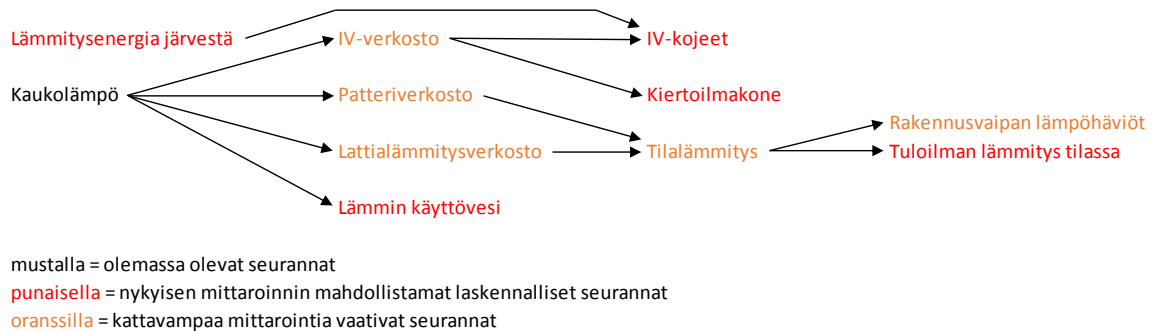 Lämmitysenergia järvestä
IV-verkosto
IV-kojeet
Kaukolämpö
Patteriverkosto
Kiertoilmakone
Rakennusvaipan lämpöhäviöt
Lattialämmitysverkosto
Tilalämmitys
Tuloilman lämmitys tilassa
Lämmin käyttövesi
mustalla = olemassa olevat seurannat
punaisella = nykyisen mittaroinnin mahdollistamat laskennalliset seurannat
oranssilla = kattavampaa mittarointia vaativat seurannat